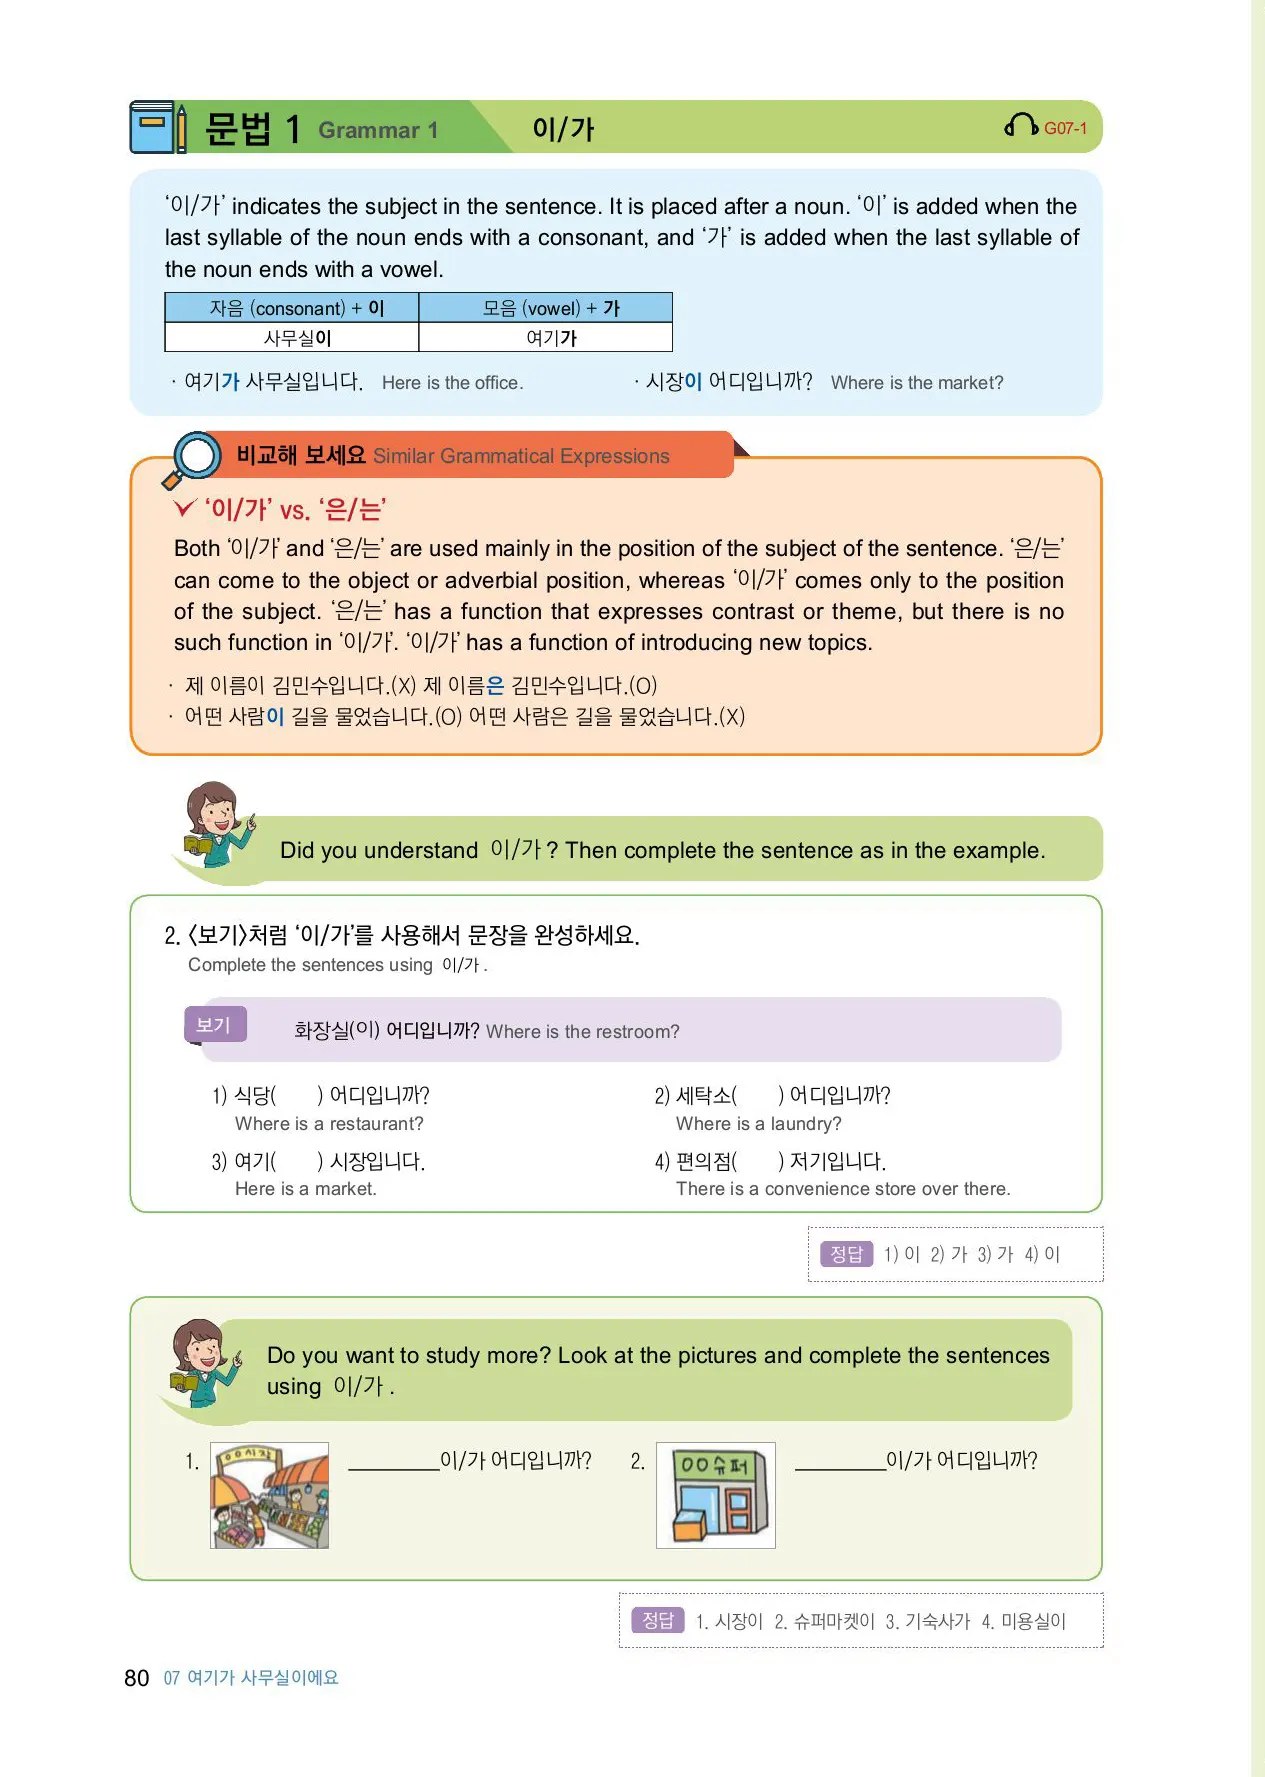 문법 1 Grammar 1 이/가 G07-1
‘이/가’ indicates the subject in the sentence. It is placed after a noun. ‘이’ is added when the
last syllable of the noun ends with a consonant, and ‘가’ is added when the last syllable of
the noun ends with a vowel.
자음 (consonant) + 이 모음 (vowel) + 가
사무실이 여기가
· 여기가 사무실입니다. Here is the office. · 시장이 어디입니까? Where is the market?
비교해 보세요 Similar Grammatical Expressions
‘이/가’ vs. ‘은/는’
Both ‘이/가’ and ‘은/는’ are used mainly in the position of the subject of the sentence. ‘은/는’
can come to the object or adverbial position, whereas ‘이/가’ comes only to the position
of the subject. ‘은/는’ has a function that expresses contrast or theme, but there is no
such function in ‘이/가’. ‘이/가’ has a function of introducing new topics.
· 제 이름이 김민수입니다.(X) 제 이름은 김민수입니다.(O)
· 어떤 사람이 길을 물었습니다.(O) 어떤 사람은 길을 물었습니다.(X)
Did you understand 이/가 ? Then complete the sentence as in the example.
2. 〈보기〉처럼 ‘이/가’를 사용해서 문장을 완성하세요.
Complete the sentences using 이/가 .
보기 화장실(이) 어디입니까? Where is the restroom?
1) 식당( ) 어디입니까? 2) 세탁소( ) 어디입니까?
Where is a restaurant? Where is a laundry?
3) 여기( ) 시장입니다. 4) 편의점( ) 저기입니다.
Here is a market. There is a convenience store over there.
정답 1) 이 2) 가 3) 가 4) 이
Do you want to study more? Look at the pictures and complete the sentences
using 이/가 .
1. ㅇㅇ시장 ________이/가 어디입니까? 2. OO슈퍼 ________이/가 어디입니까?
정답 1. 시장이 2. 슈퍼마켓이 3. 기숙사가 4. 미용실이
80 07 여기가 사무실이에요